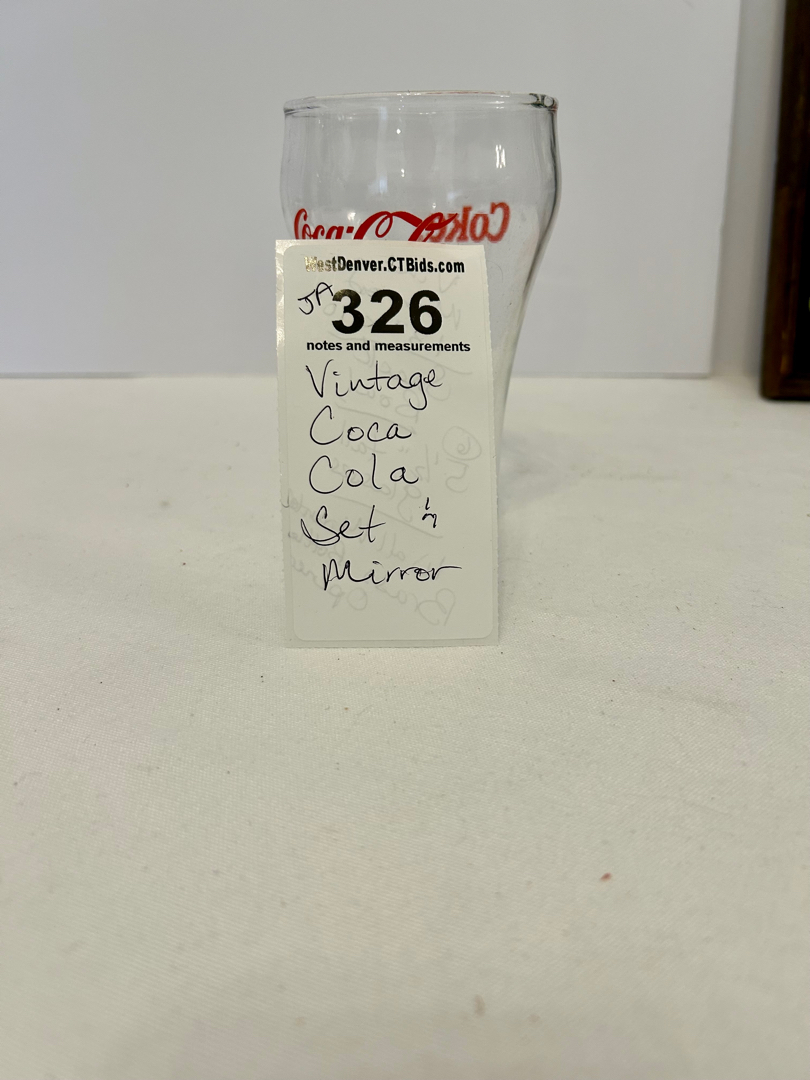 Coca-Cola
Coke
WestDenver.CTBids.com
JA
326
notes and measurements
Vintage
Coca
Cola
Set &
Mirror